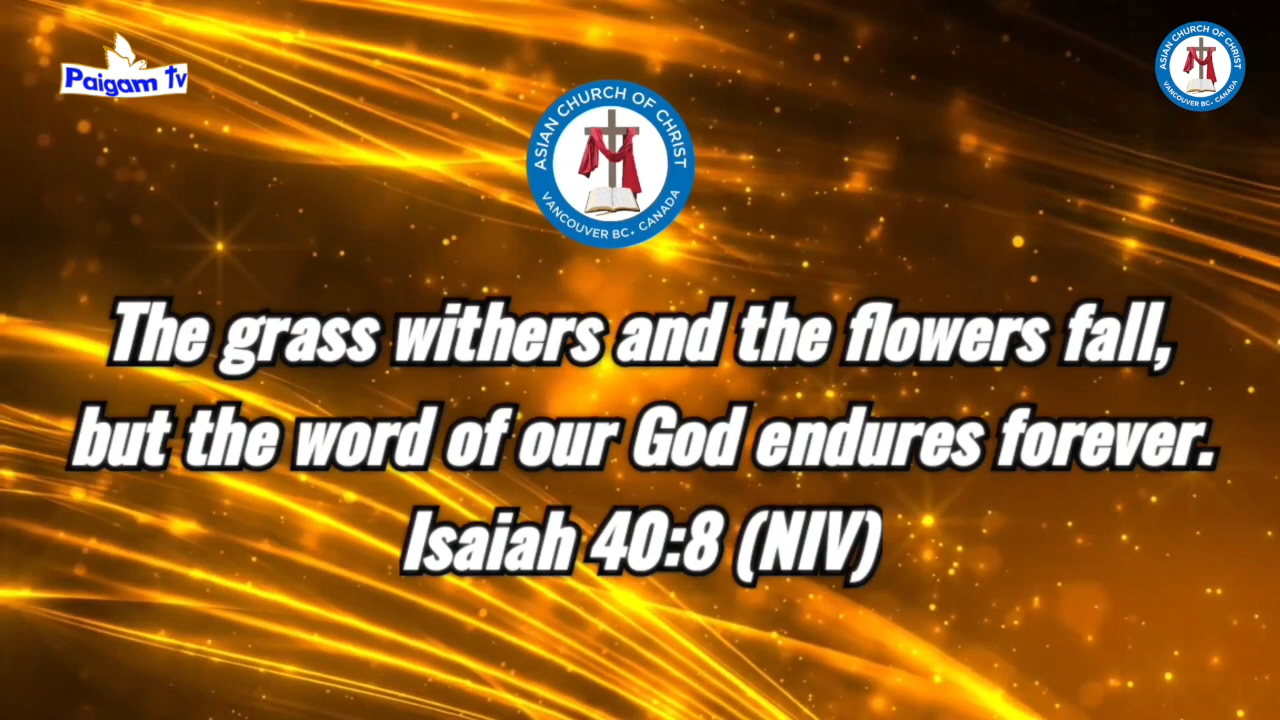 Paigam Tv
ASIAN CHURCH OF CHRIST
VANCOUVER BC. CANADA
ASIAN CHURCH OF CHRIST
VANCOUVER BC. CANADA
The grass withers and the flowers fall,
but the word of our God endures forever.
Isaiah 40:8 (NIV)